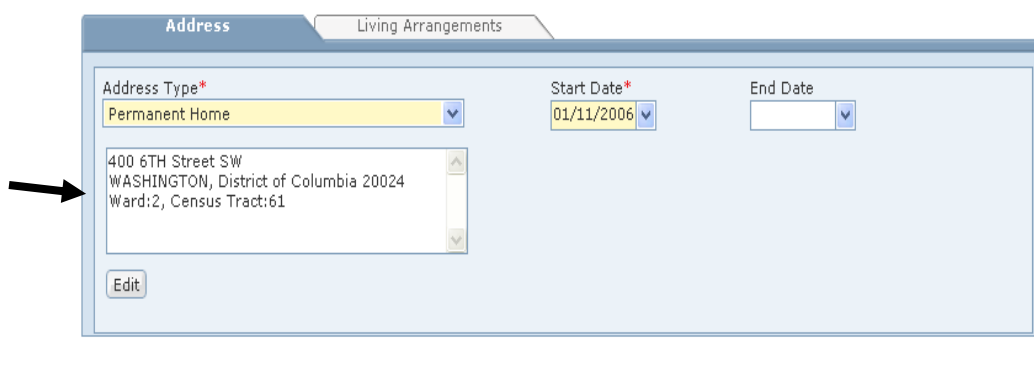 Address
Living Arrangements
Address Type*
Start Date*
End Date
Permanent Home
01/11/2006
400 6TH Street SW
WASHINGTON, District of Columbia 20024
Ward:2, Census Tract:61
Edit